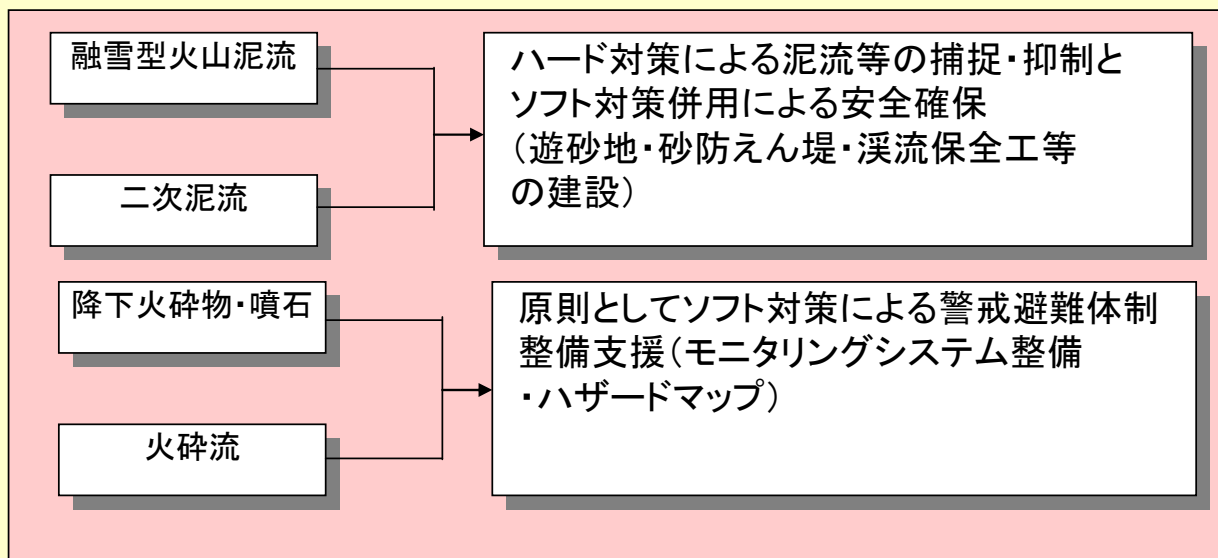 融雪型火山泥流
二次泥流
ハード対策による泥流等の捕捉・抑制と
ソフト対策併用による安全確保
（遊砂地・砂防えん堤・渓流保全工等
の建設）
降下火砕物・噴石
火砕流
原則としてソフト対策による警戒避難体制
整備支援（モニタリングシステム整備
・ハザードマップ）